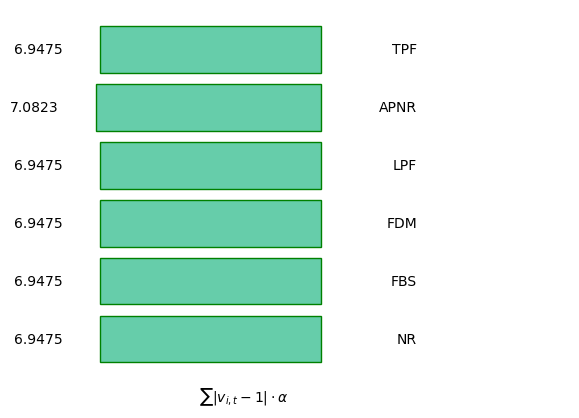 6.9475 TPF
7.0823 APNR
6.9475 LPF
6.9475 FDM
6.9475 FBS
6.9475 NR
∑|v_{i,t} − 1| · α